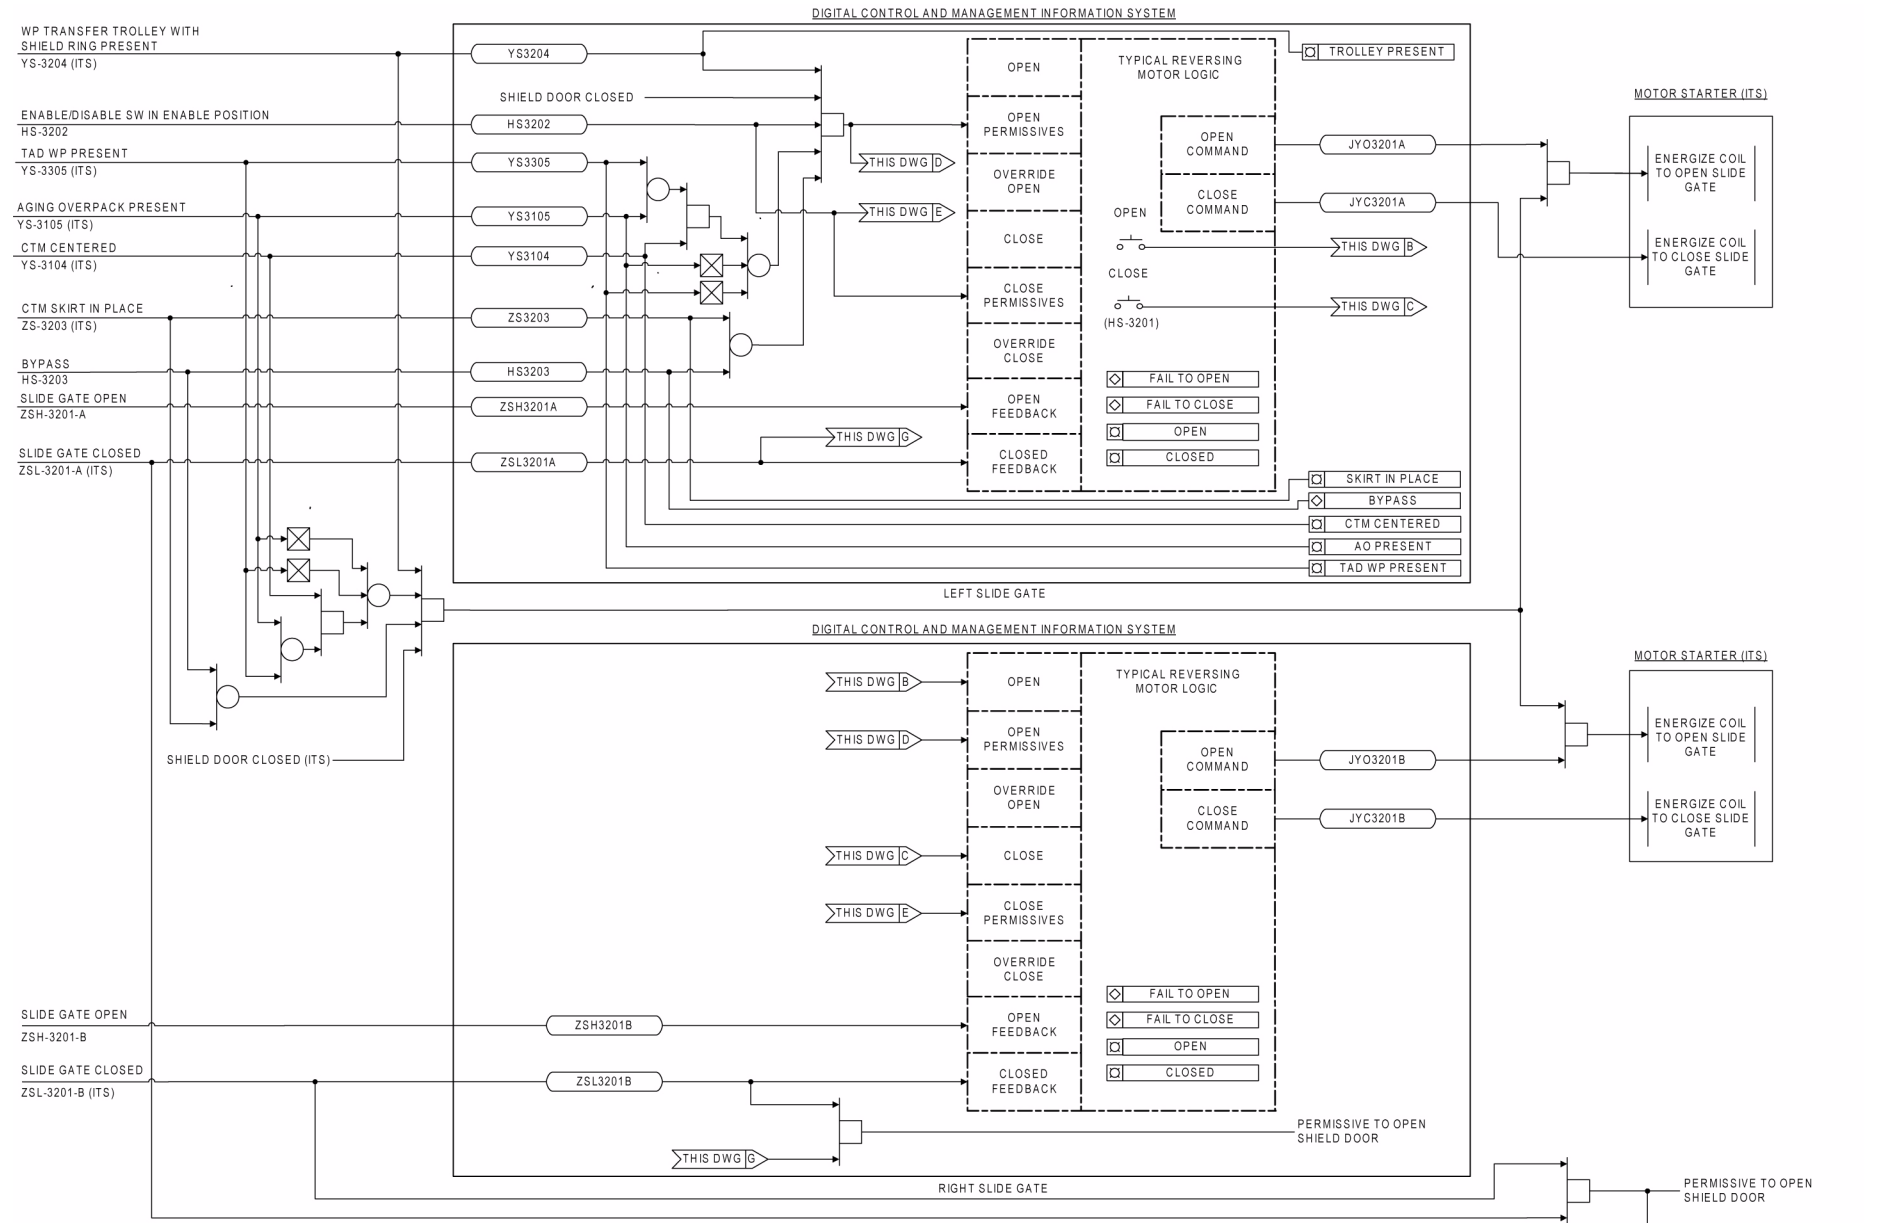 DIGITAL CONTROL AND MANAGEMENT INFORMATION SYSTEM
WP TRANSFER TROLLEY WITH
SHIELD RING PRESENT
YS-3204 (ITS)
YS3204
TROLLEY PRESENT
OPEN
TYPICAL REVERSING
MOTOR LOGIC
SHIELD DOOR CLOSED
MOTOR STARTER (ITS)
ENABLE/DISABLE SW IN ENABLE POSITION
HS-3202
HS3202
OPEN
PERMISSIVES
OPEN
COMMAND
JYO3201A
ENERGIZE COIL
TO OPEN SLIDE
GATE
TAD WP PRESENT
YS-3305 (ITS)
YS3305
THIS DWG D
OVERRIDE
OPEN
CLOSE
COMMAND
JYC3201A
AGING OVERPACK PRESENT
YS-3105 (ITS)
YS3105
THIS DWG E
OPEN
CLOSE
THIS DWG B
ENERGIZE COIL
TO CLOSE SLIDE
GATE
CTM CENTERED
YS-3104 (ITS)
YS3104
CLOSE
CLOSE
PERMISSIVES
THIS DWG C
(HS-3201)
CTM SKIRT IN PLACE
ZS-3203 (ITS)
ZS3203
OVERRIDE
CLOSE
BYPASS
HS-3203
HS3203
FAIL TO OPEN
SLIDE GATE OPEN
ZSH-3201-A
ZSH3201A
OPEN
FEEDBACK
FAIL TO CLOSE
THIS DWG G
OPEN
SLIDE GATE CLOSED
ZSL-3201-A (ITS)
ZSL3201A
CLOSED
FEEDBACK
CLOSED
SKIRT IN PLACE
BYPASS
CTM CENTERED
AO PRESENT
TAD WP PRESENT
LEFT SLIDE GATE
DIGITAL CONTROL AND MANAGEMENT INFORMATION SYSTEM
MOTOR STARTER (ITS)
THIS DWG B
OPEN
TYPICAL REVERSING
MOTOR LOGIC
THIS DWG D
OPEN
PERMISSIVES
ENERGIZE COIL
TO OPEN SLIDE
GATE
SHIELD DOOR CLOSED (ITS)
OPEN
COMMAND
JYO3201B
OVERRIDE
OPEN
CLOSE
COMMAND
JYC3201B
ENERGIZE COIL
TO CLOSE SLIDE
GATE
THIS DWG C
CLOSE
THIS DWG E
CLOSE
PERMISSIVES
OVERRIDE
CLOSE
FAIL TO OPEN
SLIDE GATE OPEN
ZSH-3201-B
ZSH3201B
OPEN
FEEDBACK
FAIL TO CLOSE
OPEN
SLIDE GATE CLOSED
ZSL-3201-B (ITS)
ZSL3201B
CLOSED
FEEDBACK
CLOSED
PERMISSIVE TO OPEN
SHIELD DOOR
THIS DWG G
RIGHT SLIDE GATE
PERMISSIVE TO OPEN
SHIELD DOOR